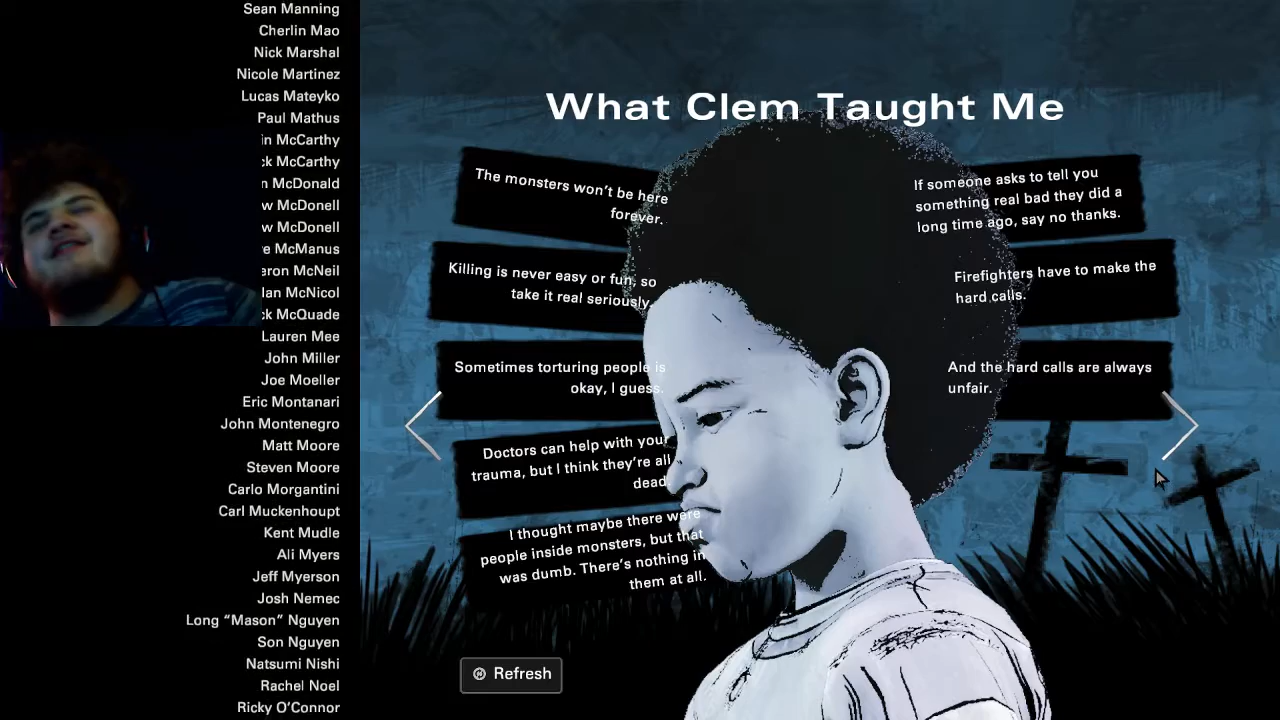 Sean Manning
Cherlin Mao
Nick Marshal
Nicole Martinez
Lucas Mateyko
Paul Mathus
in McCarthy
ck McCarthy
n McDonald
w McDonell
w McDonell
e McManus
eron McNeil
lan McNicol
ck McQuade
Lauren Mee
John Miller
Joe Moeller
Eric Montanari
John Montenegro
Matt Moore
Steven Moore
Carlo Morgantini
Carl Muckenhoupt
Kent Mudle
Ali Myers
Jeff Myerson
Josh Nemec
Long “Mason” Nguyen
Son Nguyen
Natsumi Nishi
Rachel Noel
Ricky O’Connor
What Clem Taught Me
The monsters won’t be here
forever.
Killing is never easy or fun, so
take it real seriously.
Sometimes torturing people is
okay, I guess.
Doctors can help with your
trauma, but I think they’re all
dead.
I thought maybe there were
people inside monsters, but that
was dumb. There’s nothing in
them at all.
If someone asks to tell you
something real bad they did a
long time ago, say no thanks.
Firefighters have to make the
hard calls.
And the hard calls are always
unfair.
Refresh